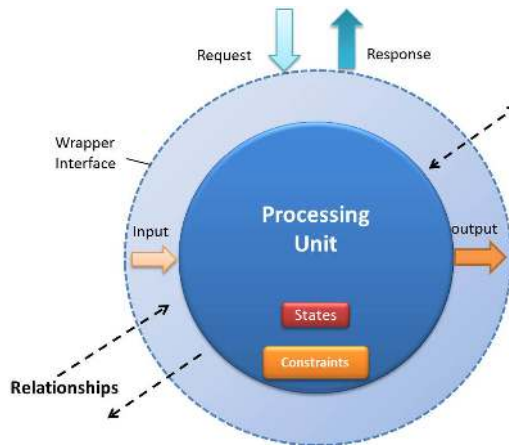 Request
Response
Wrapper
Interface
Processing
Unit
Input
output
States
Constraints
Relationships